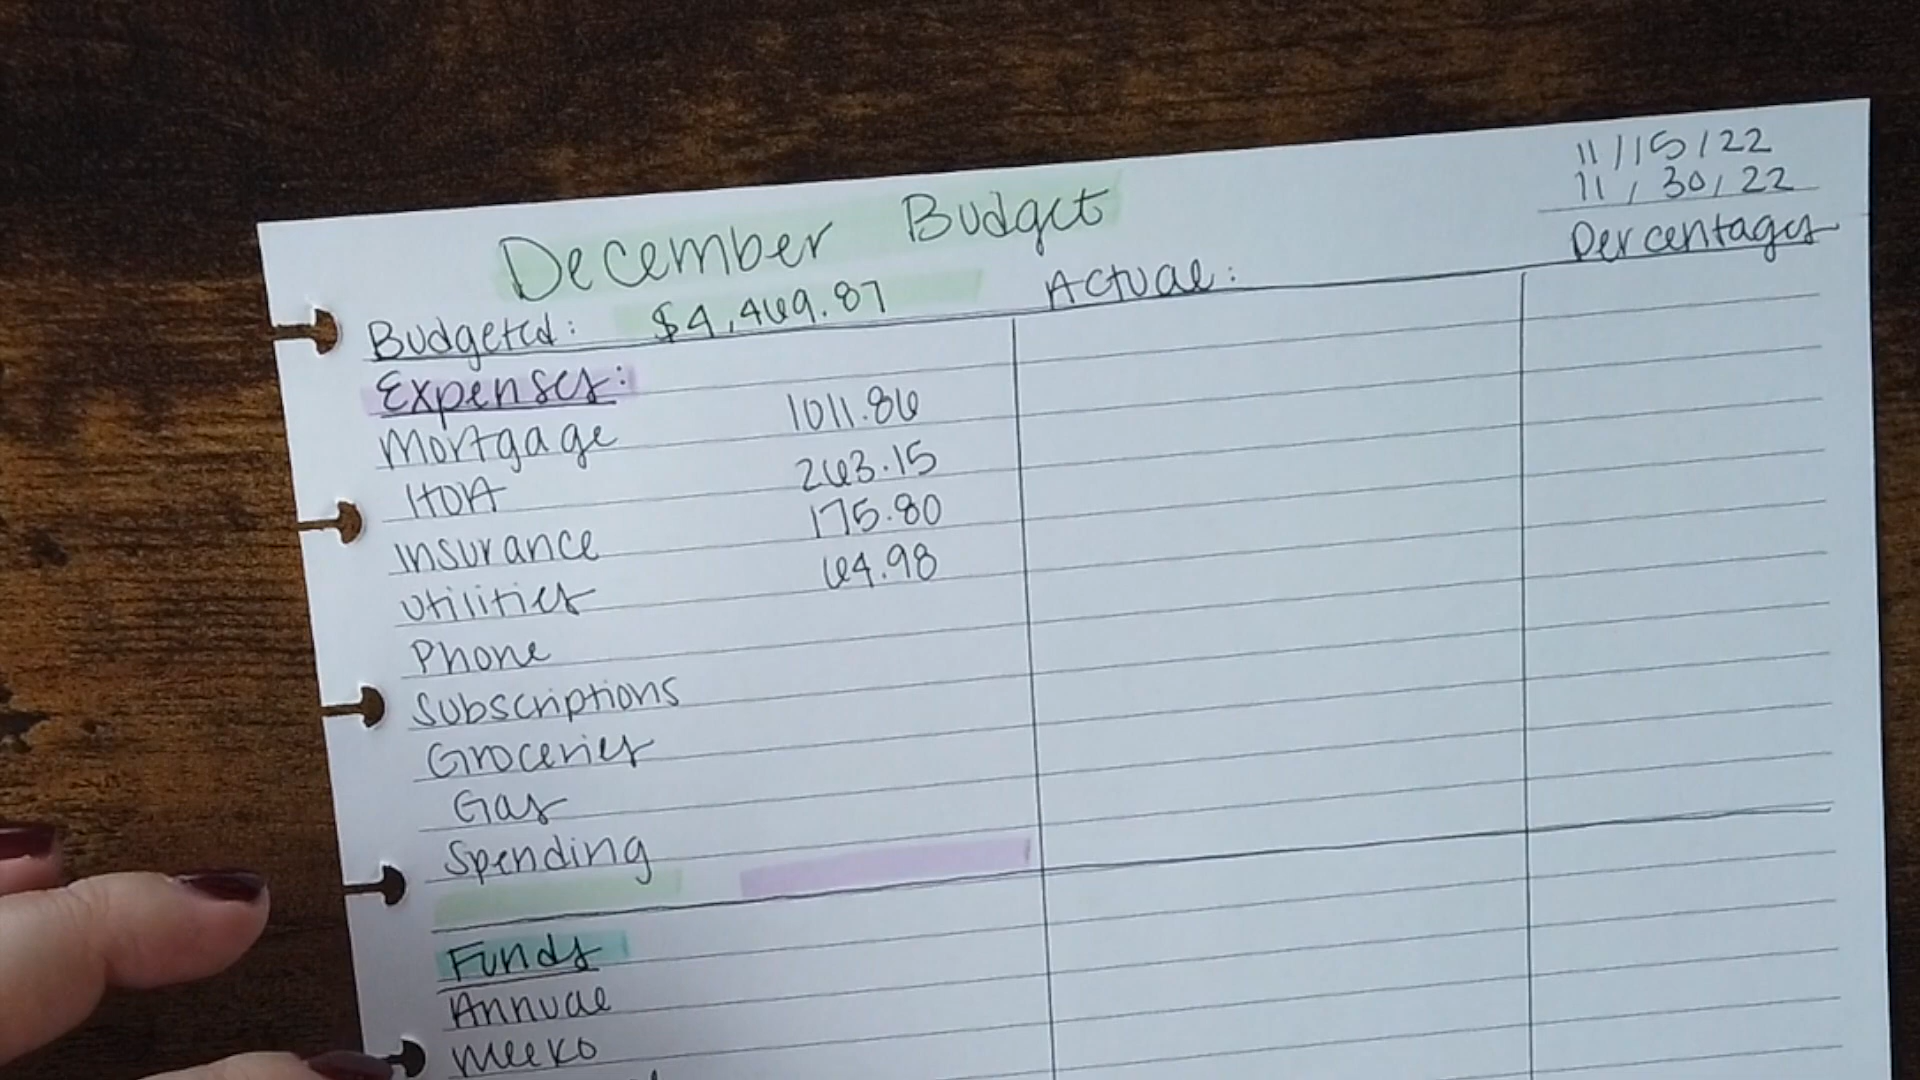 11/15/22
11/30/22
December Budget
Percentages
Budgeted: $4,469.87 Actual:
Expenses:
Mortgage 1011.86
HOA 263.15
Insurance 175.80
Utilities 64.98
Phone
Subscriptions
Groceries
Gas
Spending
Funds
Annual
Meeko